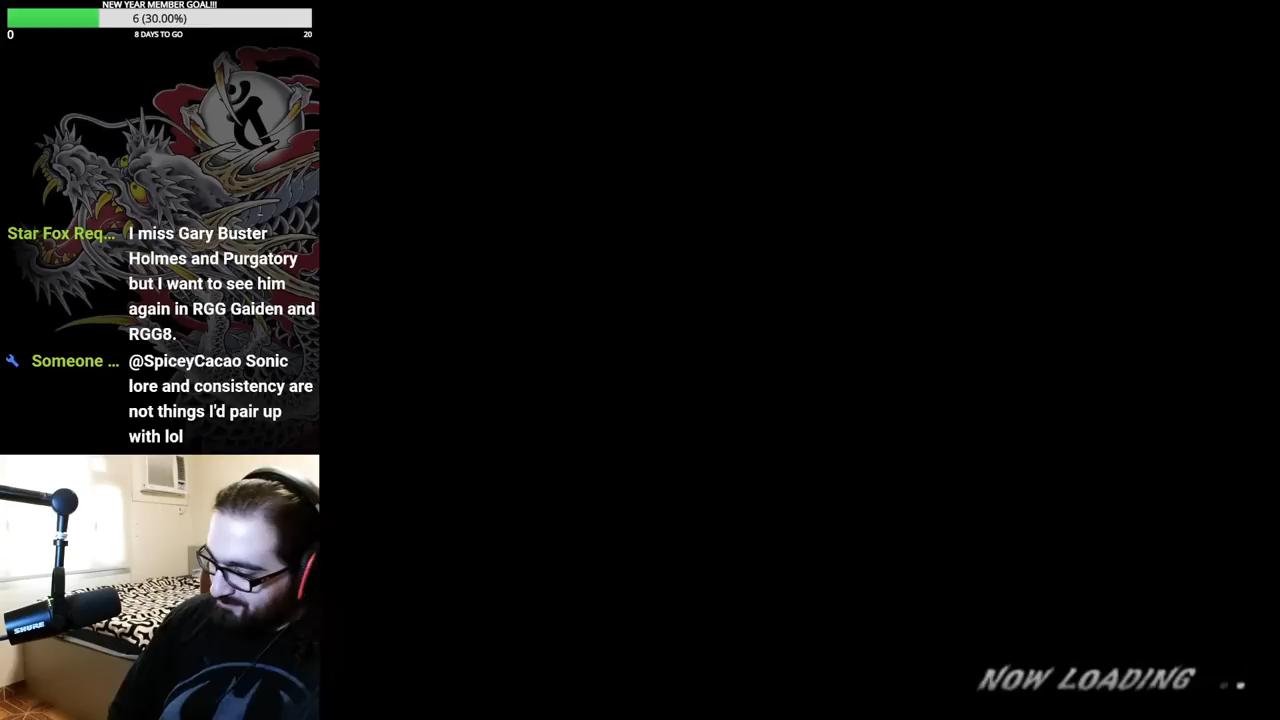 NEW YEAR MEMBER GOAL!!!
6 (30.00%)
0 8 DAYS TO GO 20
Star Fox Req... I miss Gary Buster
Holmes and Purgatory
but I want to see him
again in RGG Gaiden and
RGG8.
Someone ... @SpiceyCacao Sonic
lore and consistency are
not things I'd pair up
with lol
SHURE
NOW LOADING ..